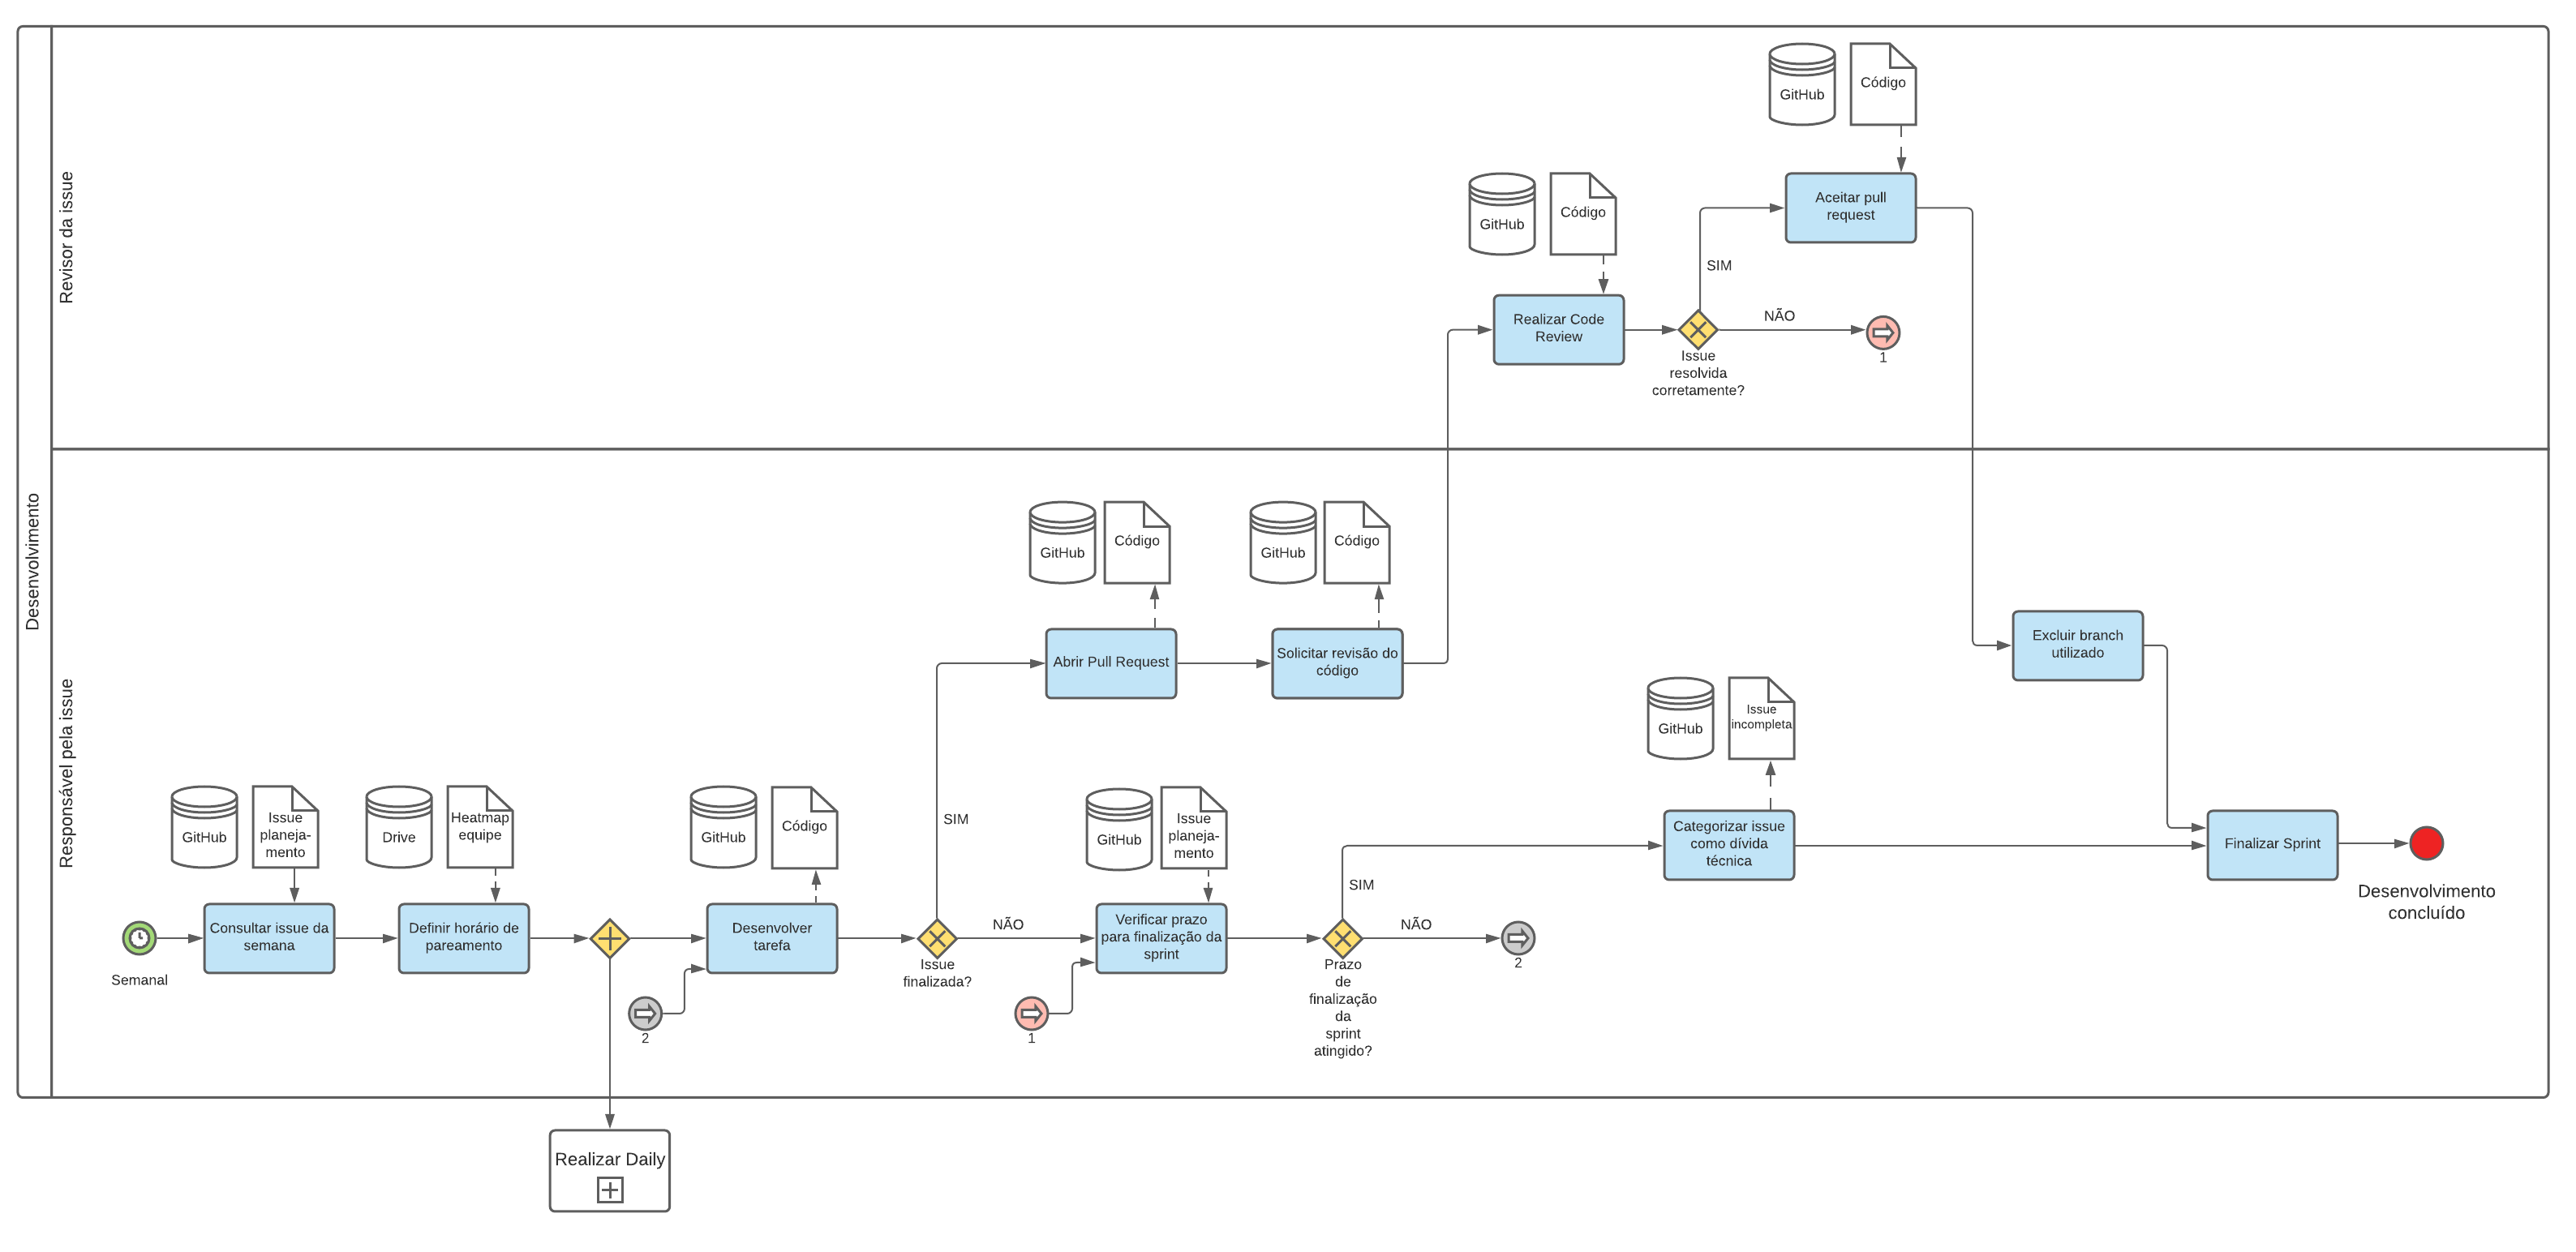 Desenvolvimento
Revisor da issue
GitHub
Código
Aceitar pull
request
GitHub
Código
SIM
Realizar Code
Review
NÃO
Issue
resolvida
corretamente?
1
Responsável pela issue
GitHub
Código
GitHub
Código
Abrir Pull Request
Solicitar revisão do
código
Excluir branch
utilizado
GitHub
Issue
incompleta
GitHub
Issue
planeja-
mento
Drive
Heatmap
equipe
GitHub
Código
SIM
GitHub
Issue
planeja-
mento
SIM
Categorizar issue
como dívida
técnica
Finalizar Sprint
Desenvolvimento
concluído
Semanal
Consultar issue da
semana
Definir horário de
pareamento
Desenvolver
tarefa
Issue
finalizada?
NÃO
Verificar prazo
para finalização da
sprint
Prazo
de
finalização
da
sprint
atingido?
NÃO
2
2
1
Realizar Daily